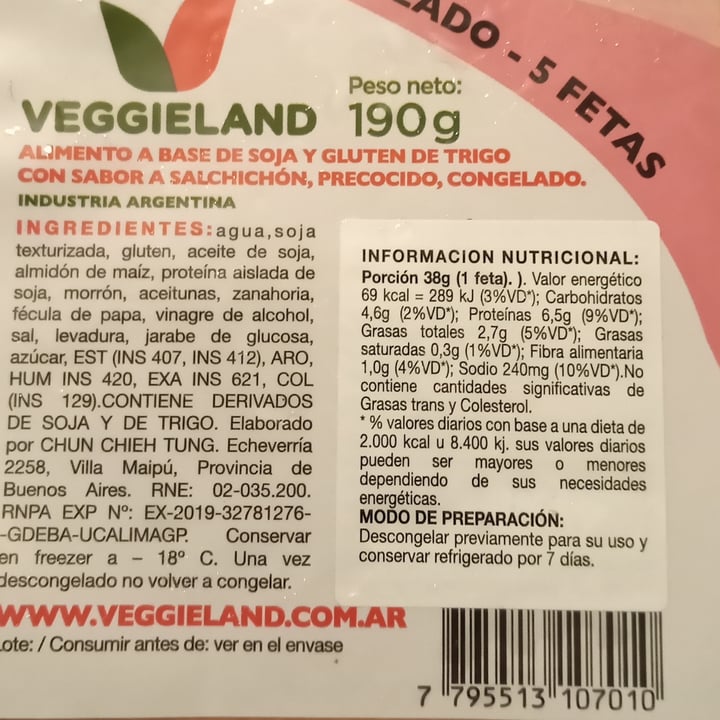 ADO - 5 FETAS
VEGGIELAND
Peso neto:
190g
ALIMENTO A BASE DE SOJA Y GLUTEN DE TRIGO
CON SABOR A SALCHICHÓN, PRECOCIDO, CONGELADO.
INDUSTRIA ARGENTINA
INGREDIENTES: agua, soja
texturizada, gluten, aceite de soja,
almidón de maíz, proteína aislada de
soja, morrón, aceitunas, zanahoria,
fécula de papa, vinagre de alcohol,
sal, levadura, jarabe de glucosa,
azúcar, EST (INS 407, INS 412), ARO,
HUM INS 420, EXA INS 621, COL
(INS 129).CONTIENE DERIVADOS
DE SOJA Y DE TRIGO. Elaborado
por CHUN CHIEH TUNG. Echeverría
2258, Villa Maipú, Provincia de
Buenos Aires. RNE: 02-035.200.
RNPA EXP Nº: EX-2019-32781276-
-GDEBA-UCALIMAGP. Conservar
en freezer a – 18º C. Una vez
descongelado no volver a congelar.
INFORMACION NUTRICIONAL:
Porción 38g (1 feta). ). Valor energético
69 kcal = 289 kJ (3%VD*); Carbohidratos
4,6g (2%VD*); Proteínas 6,5g (9%VD*);
Grasas totales 2,7g (5%VD*); Grasas
saturadas 0,3g (1%VD*); Fibra alimentaria
1,0g (4%VD*); Sodio 240mg (10%VD*).No
contiene cantidades significativas de
Grasas trans y Colesterol.
* % valores diarios con base a una dieta de
2.000 kcal u 8.400 kj. sus valores diarios
pueden ser mayores o menores
dependiendo de sus necesidades
energéticas.
MODO DE PREPARACIÓN:
Descongelar previamente para su uso y
conservar refrigerado por 7 días.
WWW.VEGGIELAND.COM.AR
Lote: / Consumir antes de: ver en el envase
7 795513 107010